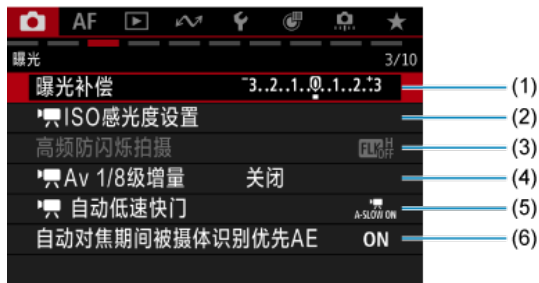 AF
曝光 3/10
曝光补偿 ⁻3..2..1..0..1..2..⁺3 (1)
ISO感光度设置 (2)
高频防闪烁拍摄 FLK H OFF (3)
Av 1/8级增量 关闭 (4)
自动低速快门 A-SLOW ON (5)
自动对焦期间被摄体识别优先AE ON (6)